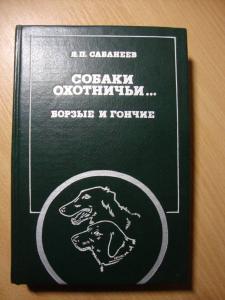 Л.П. САБАНЕЕВ
СОБАКИ
ОХОТНИЧЬИ...
БОРЗЫЕ И ГОНЧИЕ